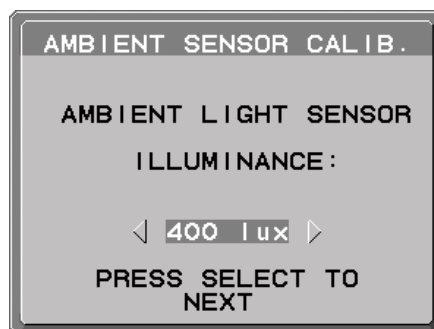 AMBIENT SENSOR CALIB.
AMBIENT LIGHT SENSOR
ILLUMINANCE:
400 lux
PRESS SELECT TO
NEXT